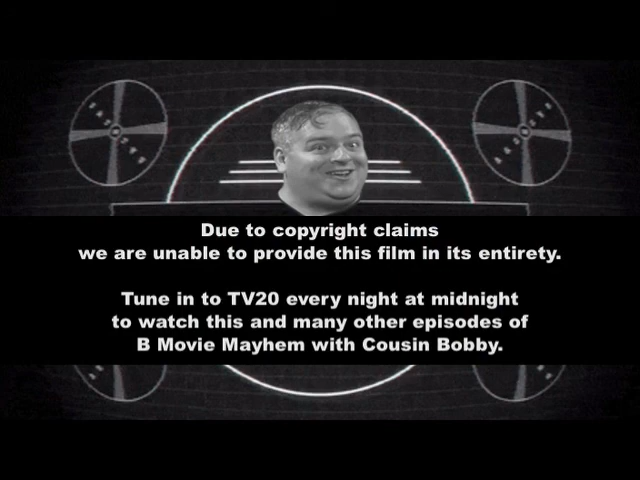 Due to copyright claims
we are unable to provide this film in its entirety.
Tune in to TV20 every night at midnight
to watch this and many other episodes of
B Movie Mayhem with Cousin Bobby.